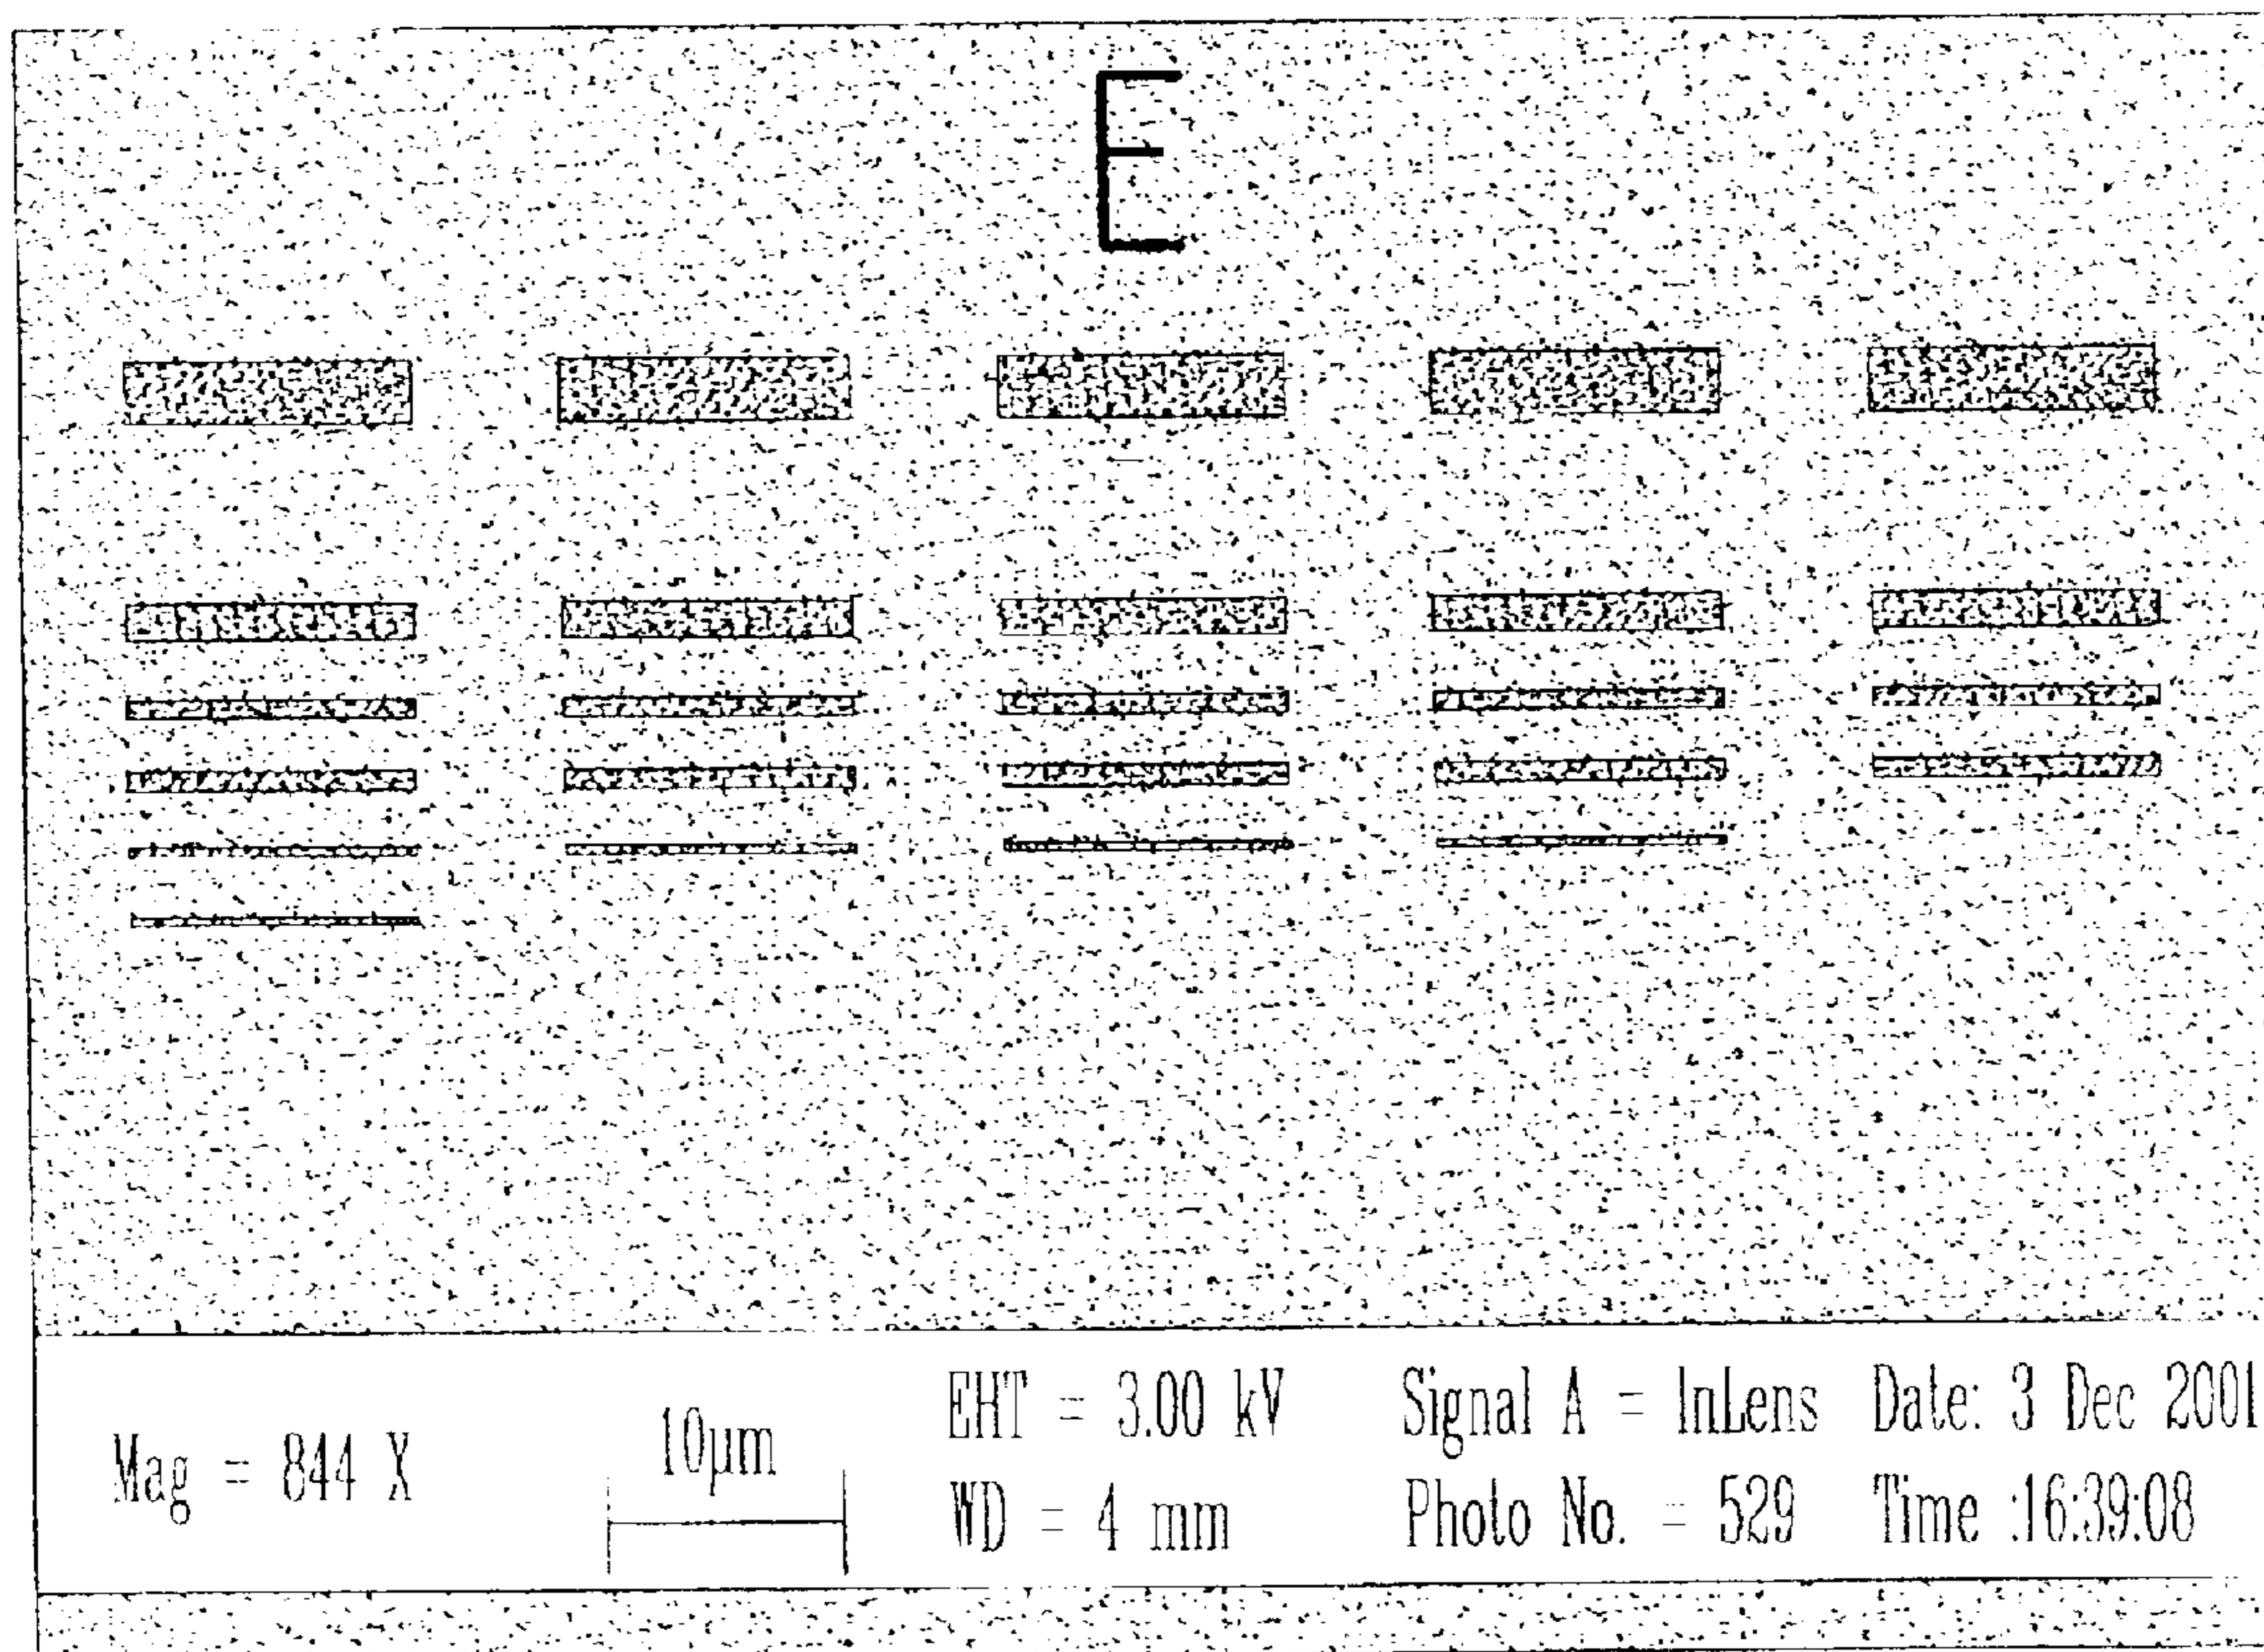 E
Mag = 844 X
10µm
EHT = 3.00 kV
WD = 4 mm
Signal A = InLens
Photo No. = 529
Date: 3 Dec 2001
Time :16:39:08